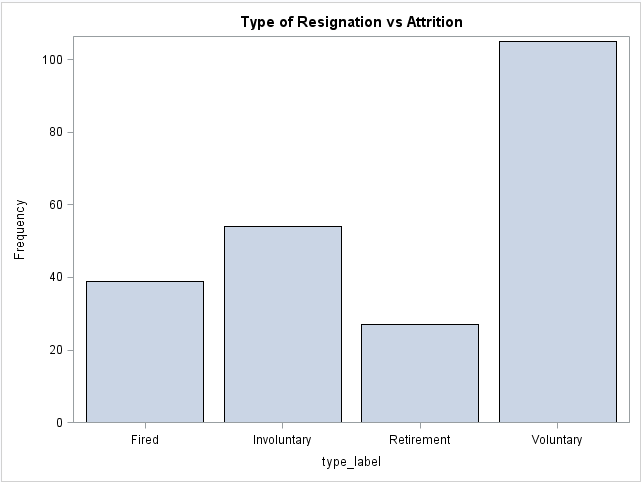 Type of Resignation vs Attrition
100
80
60
40
20
0
Frequency
Fired Involuntary Retirement Voluntary
type_label